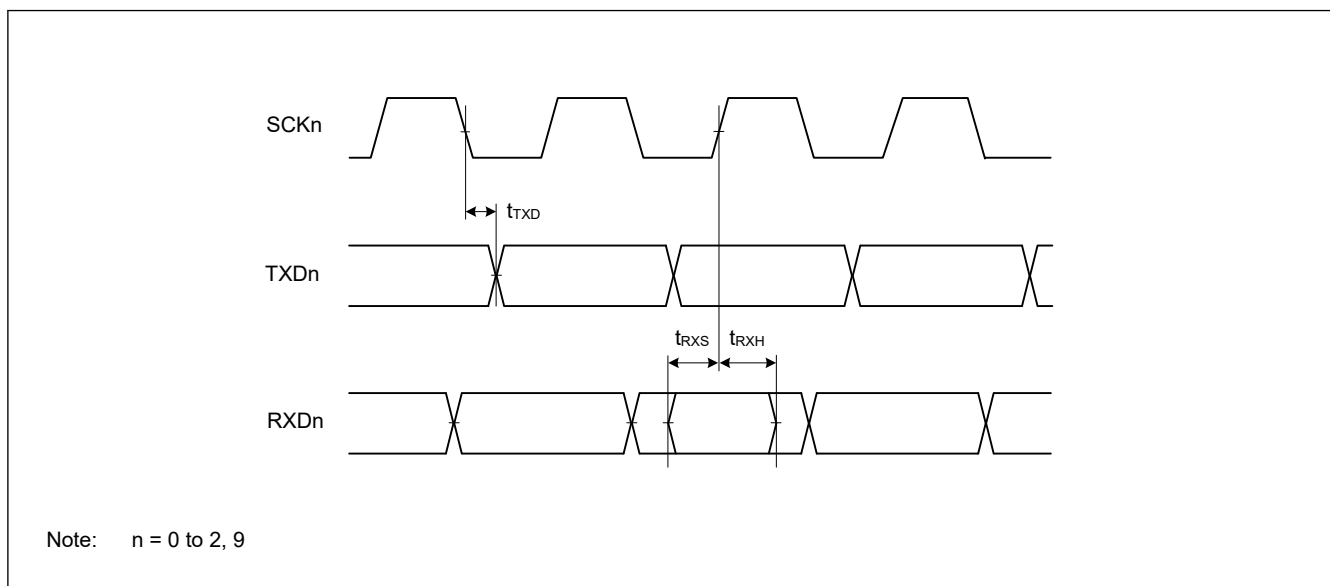 SCKn
tTXD
TXDn
tRXS tRXH
RXDn
Note: n = 0 to 2, 9